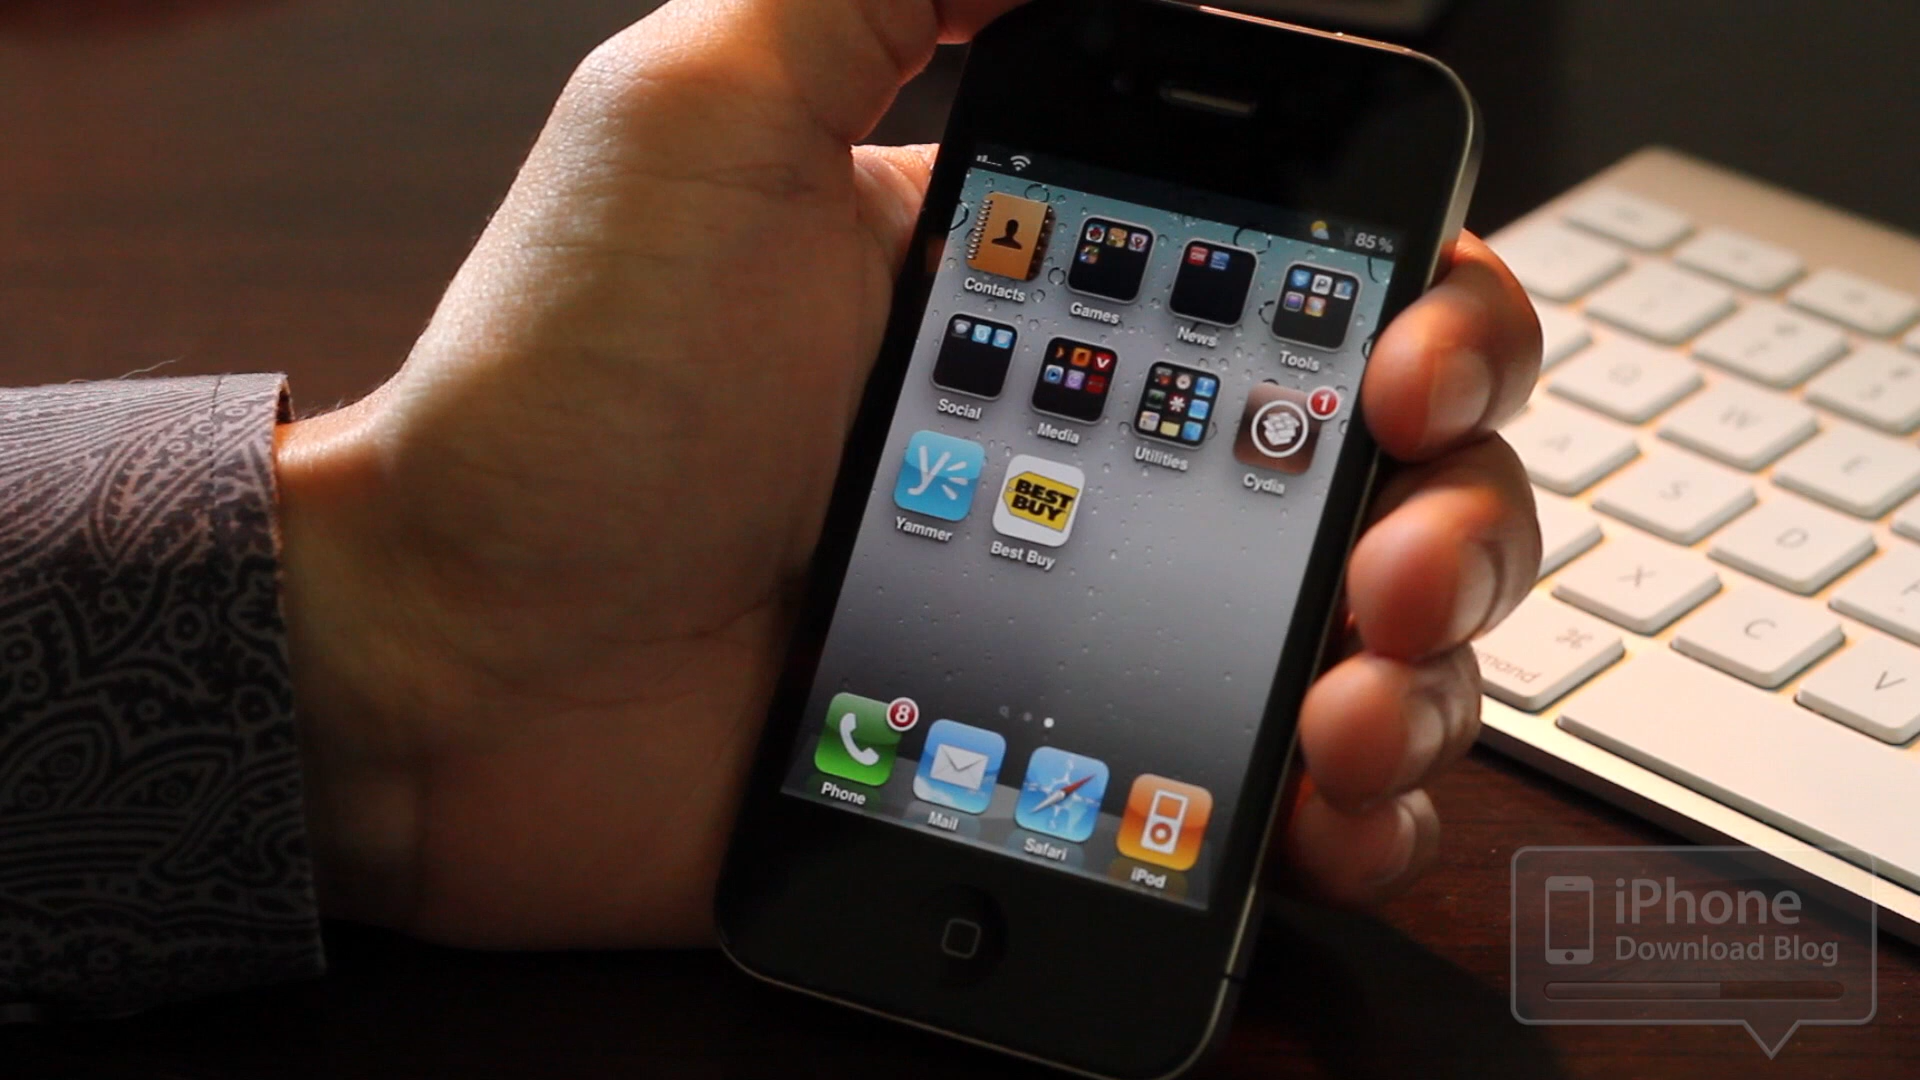 85%
Contacts
Games
News
Tools
Social
Media
Utilities
1
Cydia
Yammer
BEST
BUY
Best Buy
8
Phone
Mail
Safari
iPod
W
A
S
D
X
C
V
⌘
mand
iPhone
Download Blog